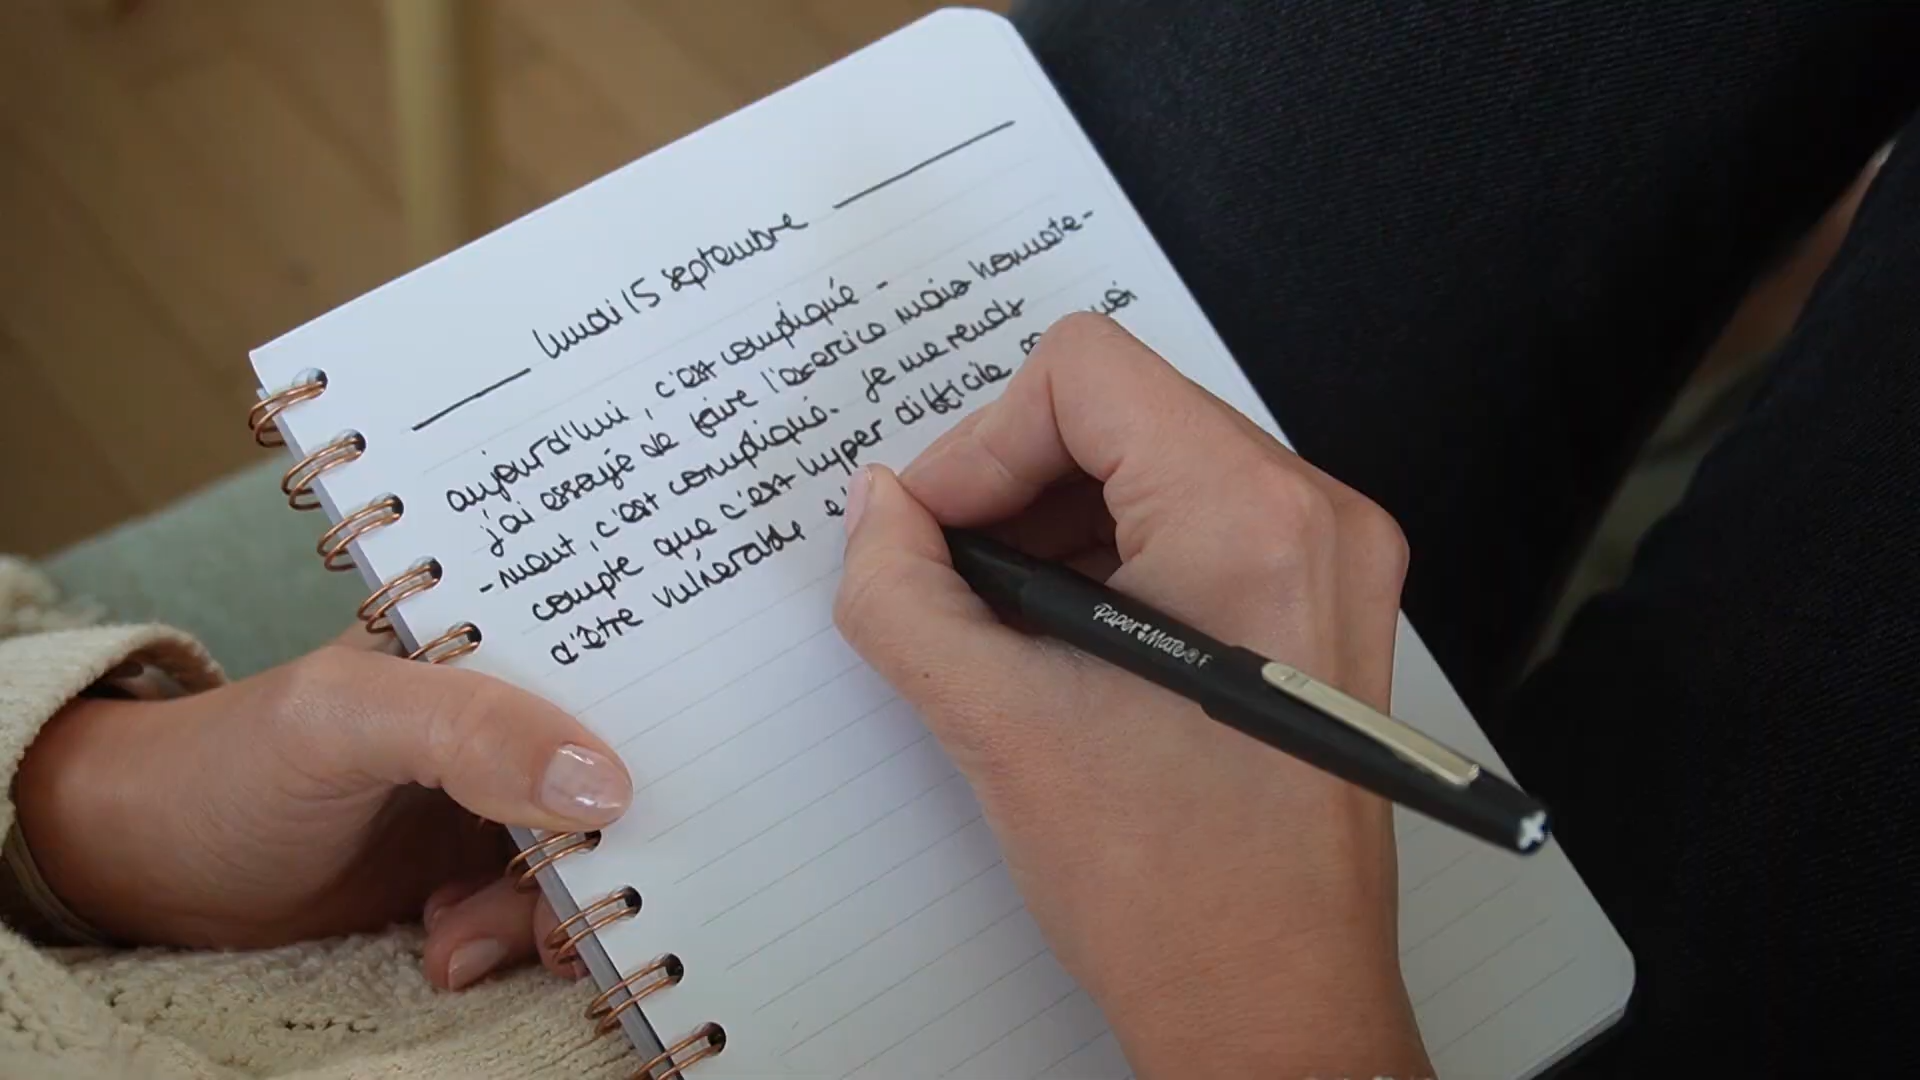 lundi 15 septembre
aujourd'hui, c'est compliqué -
j'ai essayé de faire l'exercice mais honnête-
-ment, c'est compliqué. Je me rends
compte que c'est hyper difficile moi
d'être vulnérable
Paper Mate F